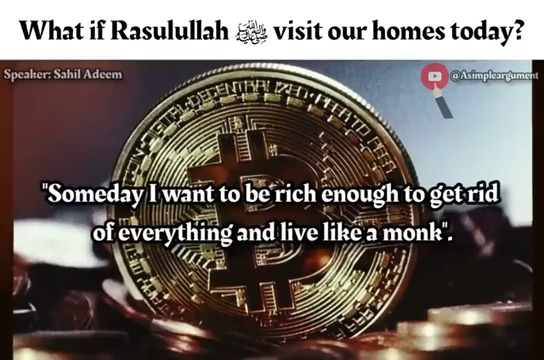 What if Rasulullah ﷺ visit our homes today?
Speaker: Sahil Adeem
@Asimpleargument
"Someday I want to be rich enough to get rid
of everything and live like a monk".